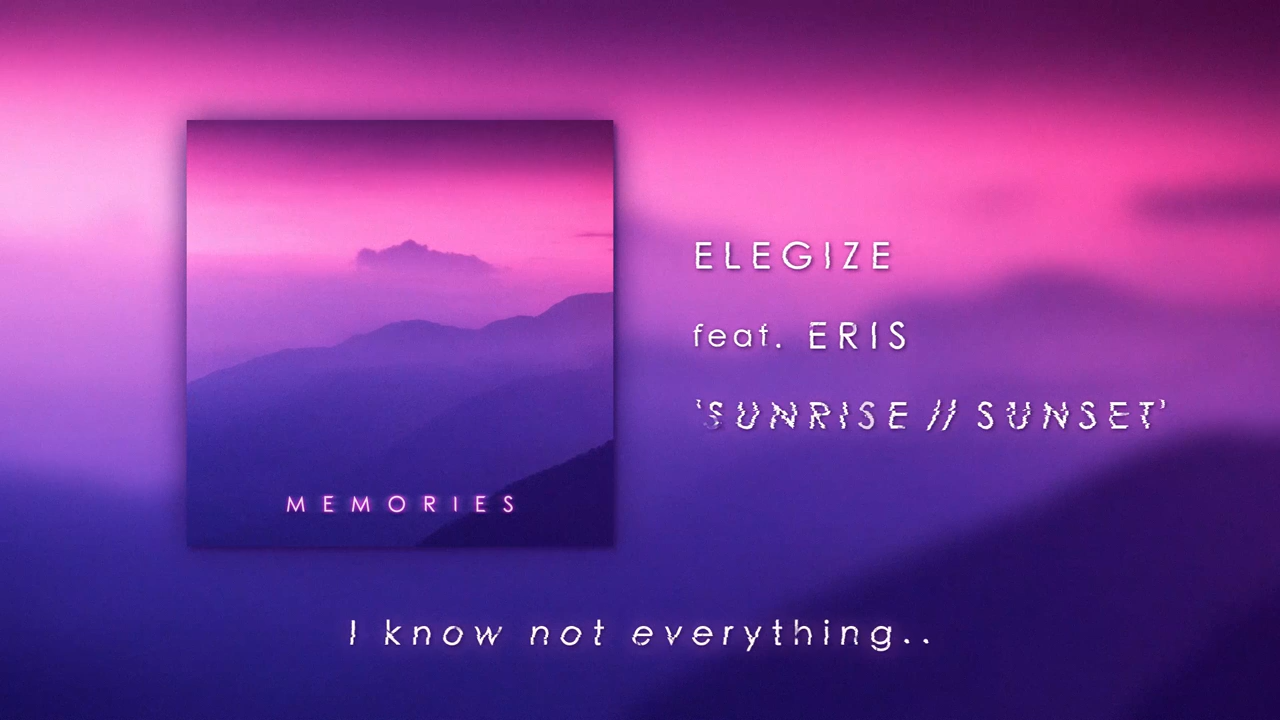 ELEGIZE
feat. ERIS
'SUNRISE // SUNSET'
MEMORIES
I know not everything..